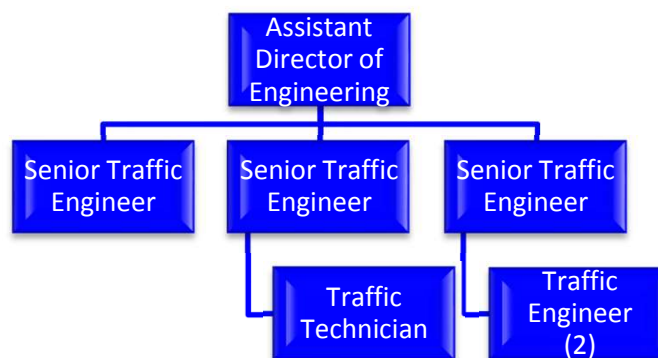 Assistant
Director of
Engineering
Senior Traffic
Engineer
Senior Traffic
Engineer
Senior Traffic
Engineer
Traffic
Technician
Traffic
Engineer
(2)